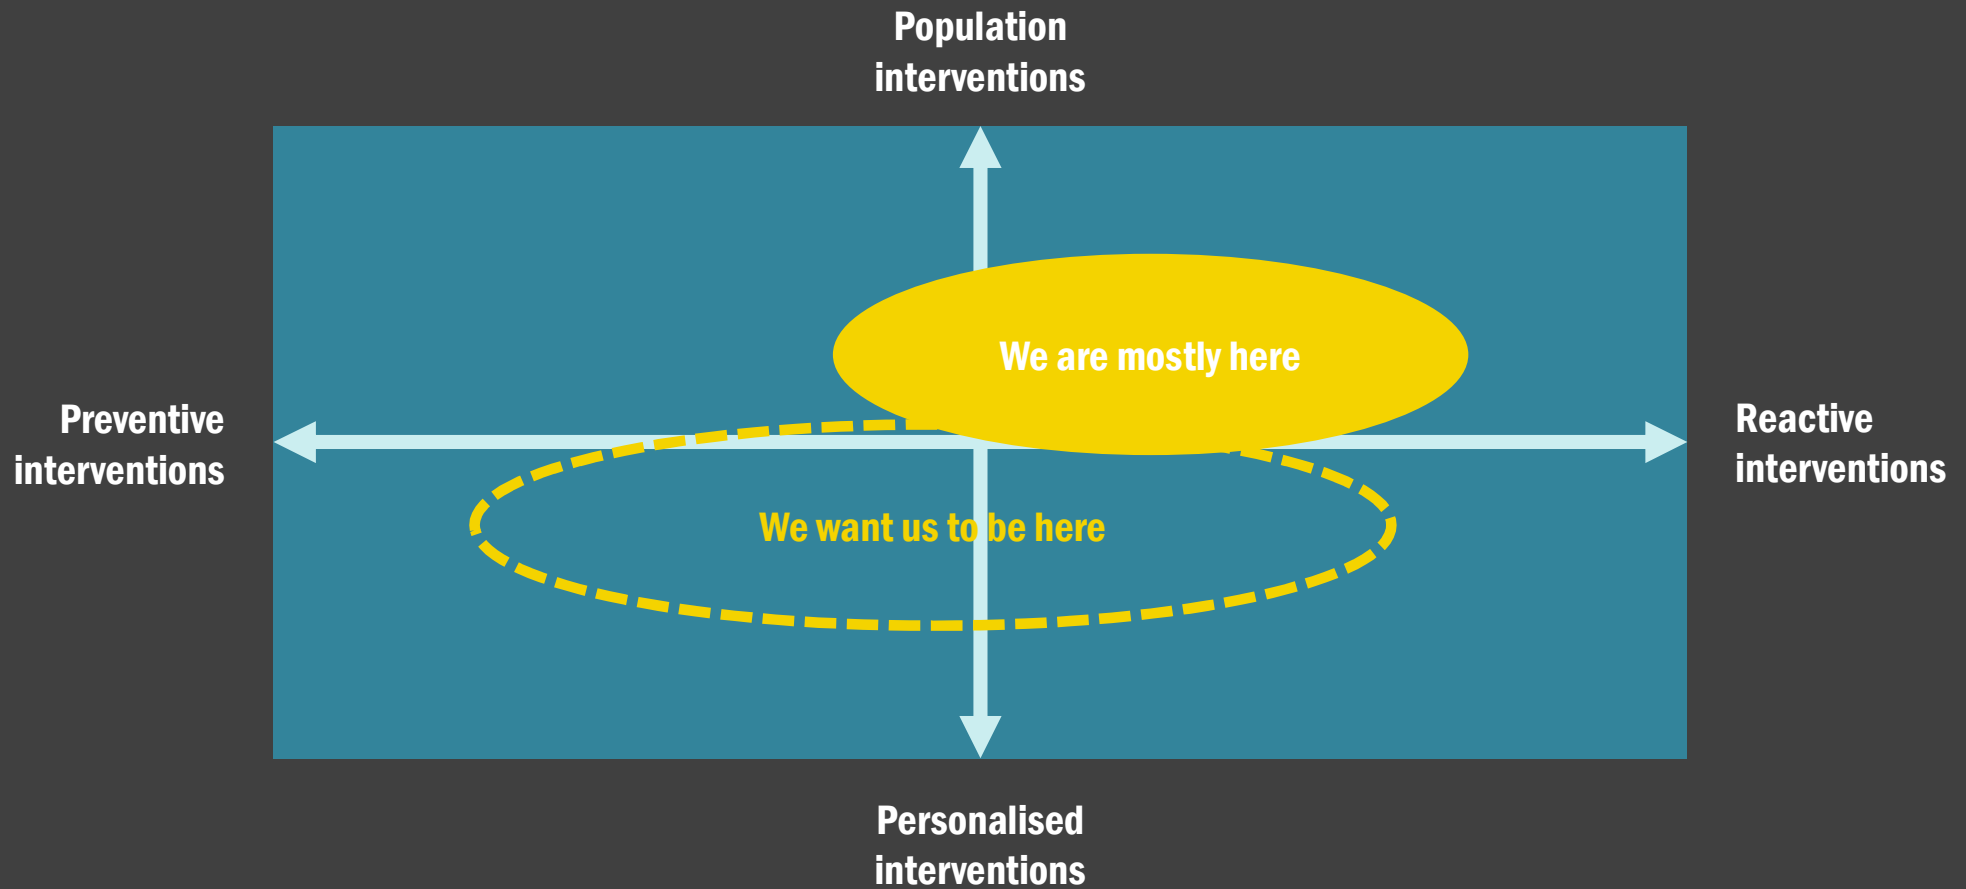 Population
interventions
We are mostly here
Preventive
interventions
Reactive
interventions
We want us to be here
Personalised
interventions